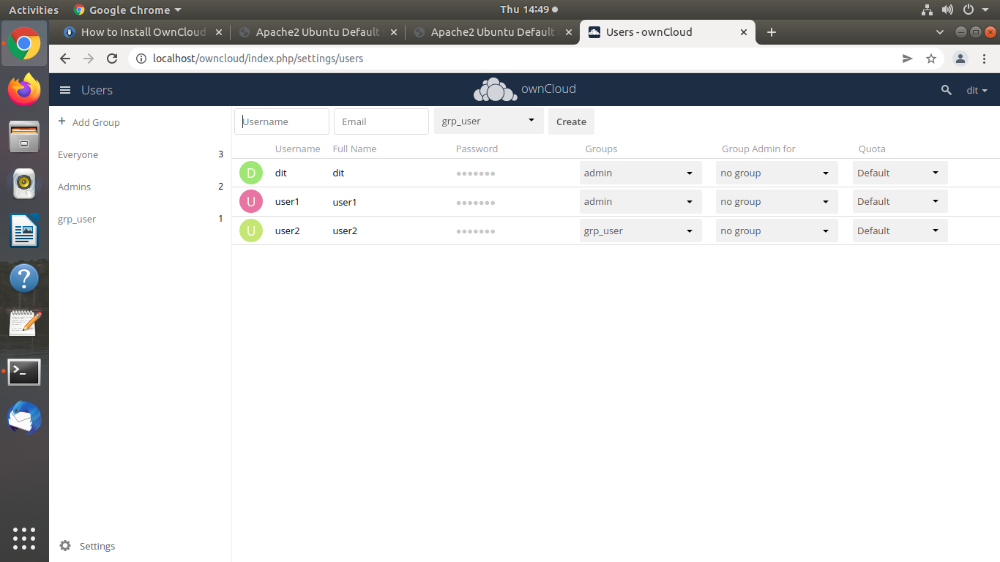 Activities Google Chrome Thu 14:49
How to Install OwnCloud Apache2 Ubuntu Default Apache2 Ubuntu Default Users - ownCloud
localhost/owncloud/index.php/settings/users
Users ownCloud dit
+ Add Group
Everyone 3
Admins 2
grp_user 1
Settings
Username Email grp_user Create
Username Full Name Password Groups Group Admin for Quota
D dit dit ●●●●●●● admin no group Default
U user1 user1 ●●●●●●● admin no group Default
U user2 user2 ●●●●●●● grp_user no group Default